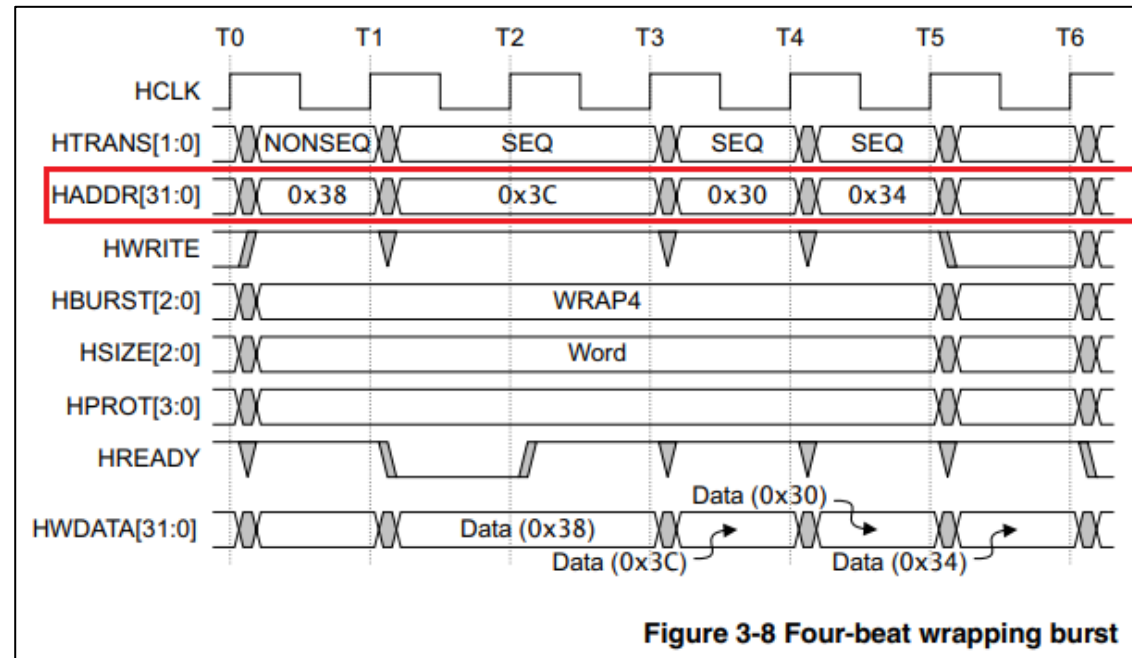 T0 T1 T2 T3 T4 T5 T6
HCLK
HTRANS[1:0] NONSEQ SEQ SEQ SEQ
HADDR[31:0] 0x38 0x3C 0x30 0x34
HWRITE
HBURST[2:0] WRAP4
HSIZE[2:0] Word
HPROT[3:0]
HREADY
Data (0x30)
HWDATA[31:0] Data (0x38)
Data (0x3C) Data (0x34)
Figure 3-8 Four-beat wrapping burst